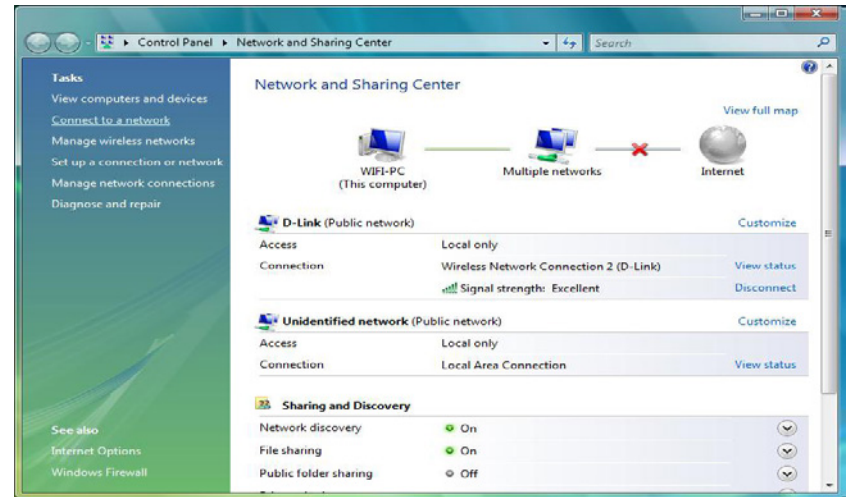 Control Panel ▸ Network and Sharing Center
Search
Tasks
View computers and devices
Connect to a network
Manage wireless networks
Set up a connection or network
Manage network connections
Diagnose and repair
See also
Internet Options
Windows Firewall
Network and Sharing Center
View full map
WIFI-PC
(This computer)
Multiple networks
Internet
D-Link (Public network) Customize
Access Local only
Connection Wireless Network Connection 2 (D-Link) View status
Signal strength: Excellent Disconnect
Unidentified network (Public network) Customize
Access Local only
Connection Local Area Connection View status
Sharing and Discovery
Network discovery On
File sharing On
Public folder sharing Off